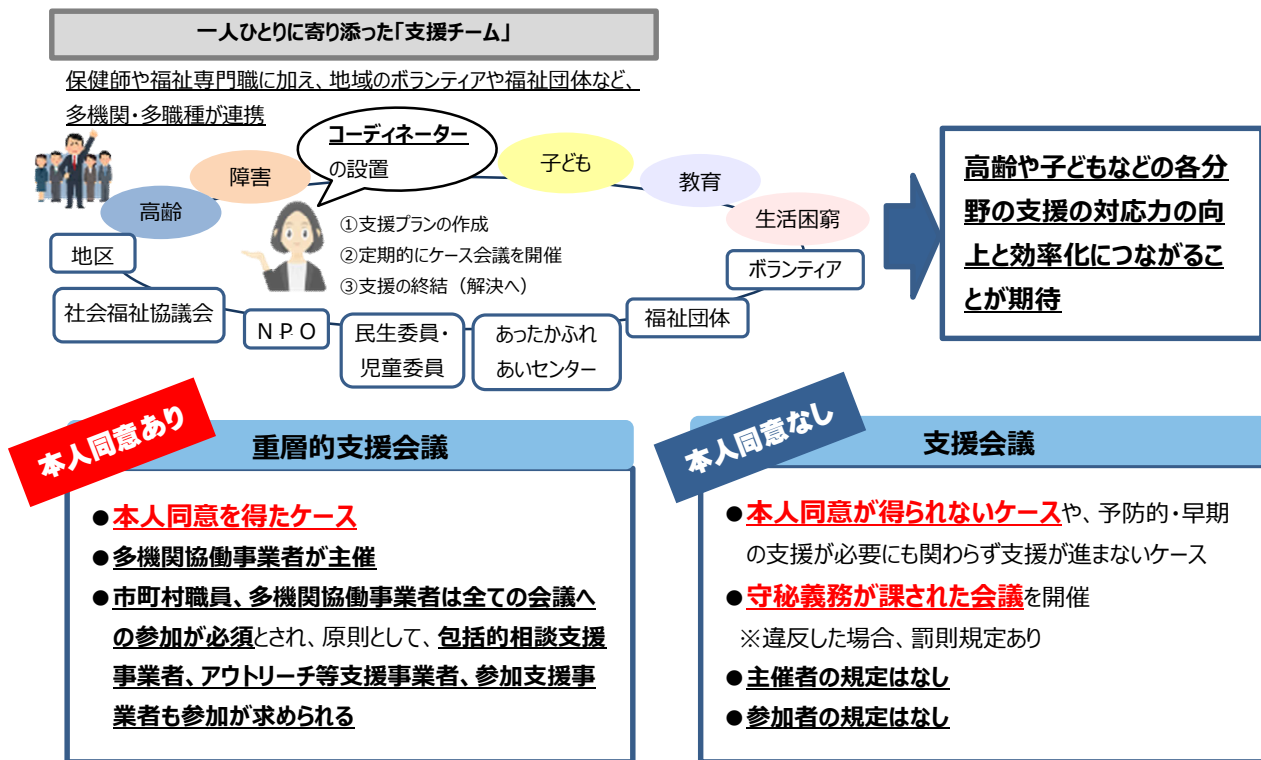 一人ひとりに寄り添った「支援チーム」
保健師や福祉専門職に加え、地域のボランティアや福祉団体など、
多機関・多職種が連携
コーディネーター
の設置
高齢
障害
子ども
教育
生活困窮
①支援プランの作成
②定期的にケース会議を開催
③支援の終結（解決へ）
地区
社会福祉協議会
ＮＰＯ
民生委員・
児童委員
あったかふれ
あいセンター
福祉団体
ボランティア
高齢や子どもなどの各分
野の支援の対応力の向
上と効率化につながるこ
とが期待
本人同意あり
重層的支援会議
●本人同意を得たケース
●多機関協働事業者が主催
●市町村職員、多機関協働事業者は全ての会議へ
の参加が必須とされ、原則として、包括的相談支援
事業者、アウトリーチ等支援事業者、参加支援事
業者も参加が求められる
本人同意なし
支援会議
●本人同意が得られないケースや、予防的・早期
の支援が必要にも関わらず支援が進まないケース
●守秘義務が課された会議を開催
※違反した場合、罰則規定あり
●主催者の規定はなし
●参加者の規定はなし